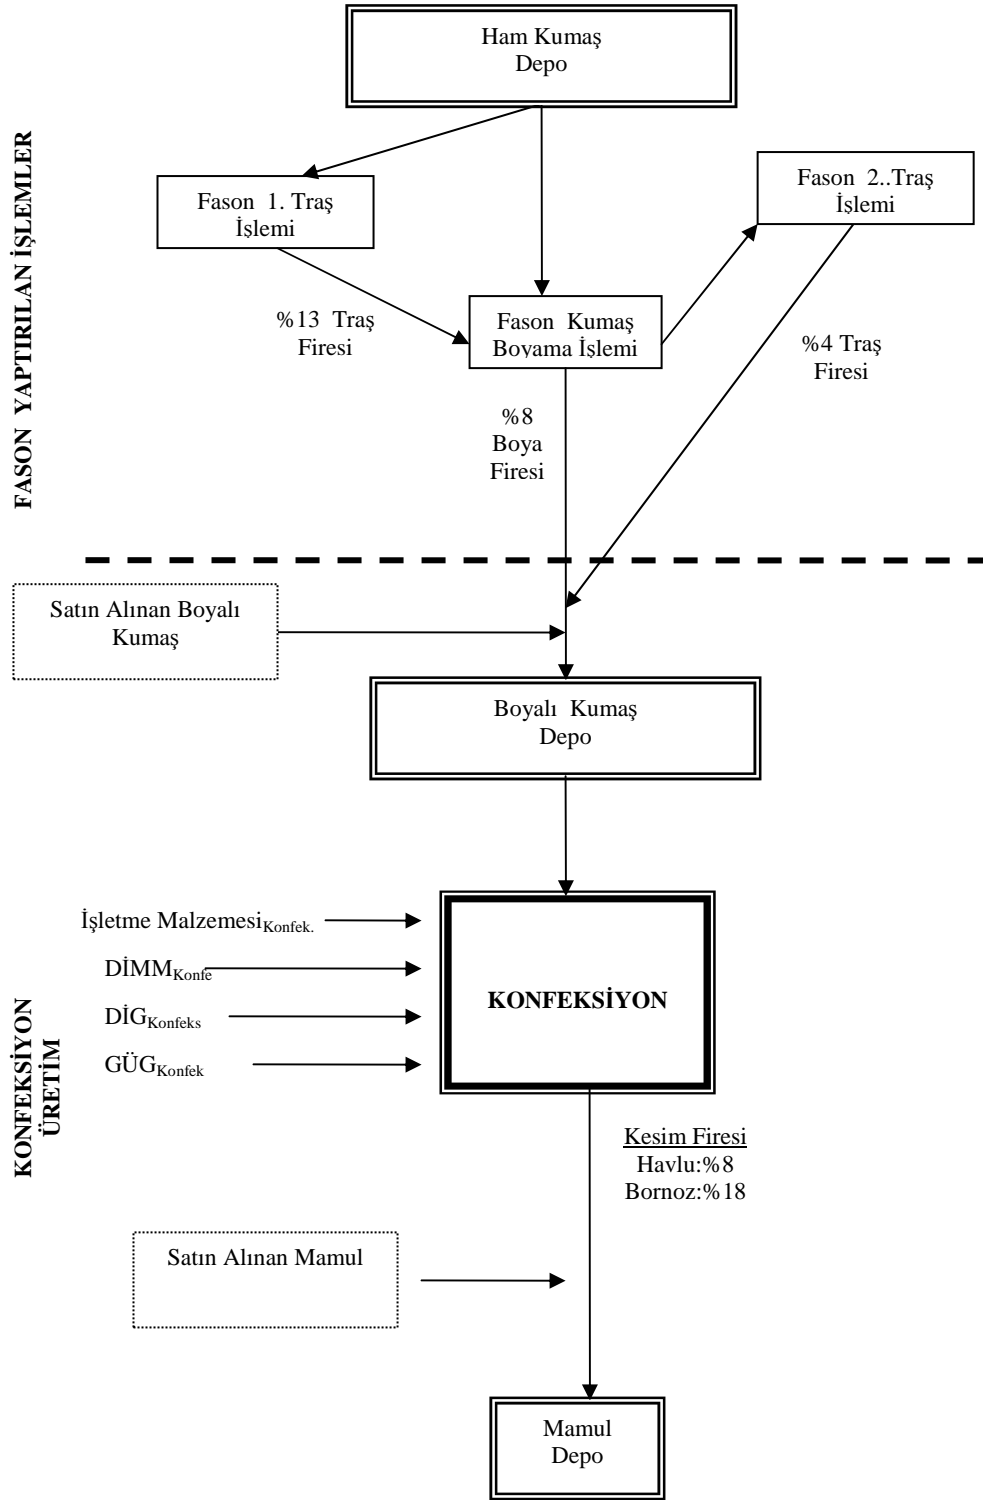 Ham Kumaş
Depo
FASON YAPTIRILAN İŞLEMLER
Fason 1. Traş
İşlemi
Fason 2..Traş
İşlemi
%13 Traş
Firesi
Fason Kumaş
Boyama İşlemi
%4 Traş
Firesi
%8
Boya
Firesi
Satın Alınan Boyalı
Kumaş
Boyalı Kumaş
Depo
KONFEKSİYON
ÜRETİM
İşletme MalzemesiKonfek.
DİMMKonfe
DİGKonfeks
GÜGKonfek
KONFEKSİYON
Kesim Firesi
Havlu:%8
Bornoz:%18
Satın Alınan Mamul
Mamul
Depo